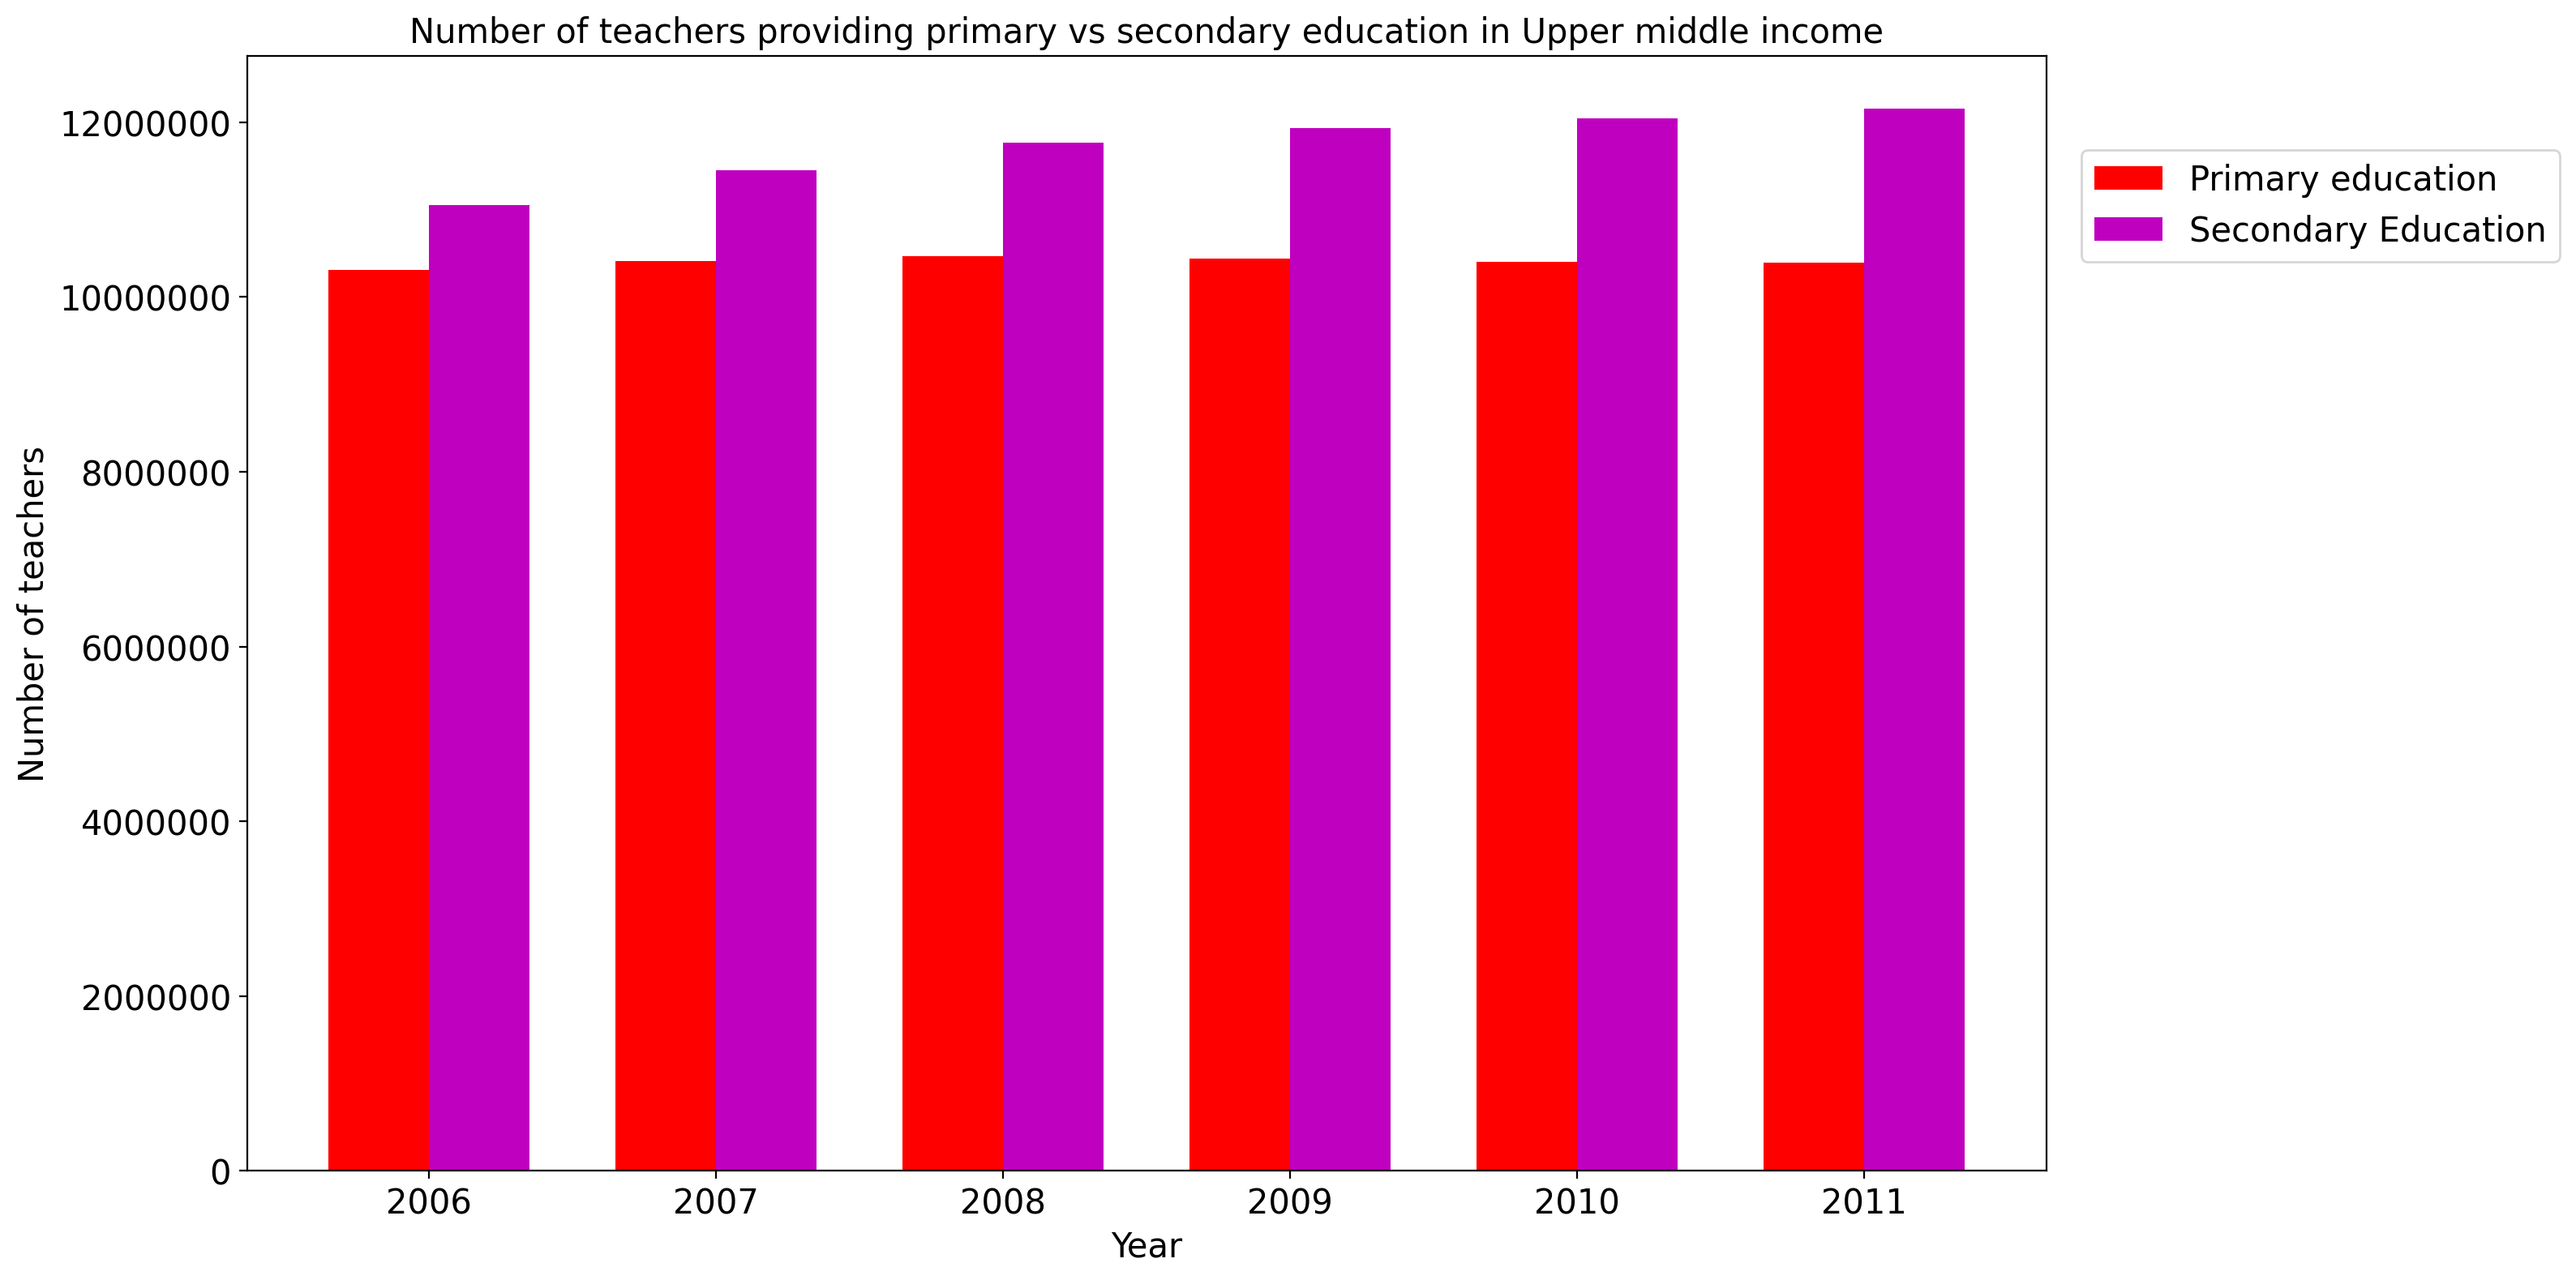 Number of teachers providing primary vs secondary education in Upper middle income
12000000
10000000
8000000
6000000
4000000
2000000
0
Number of teachers
2006 2007 2008 2009 2010 2011
Year
Primary education
Secondary Education